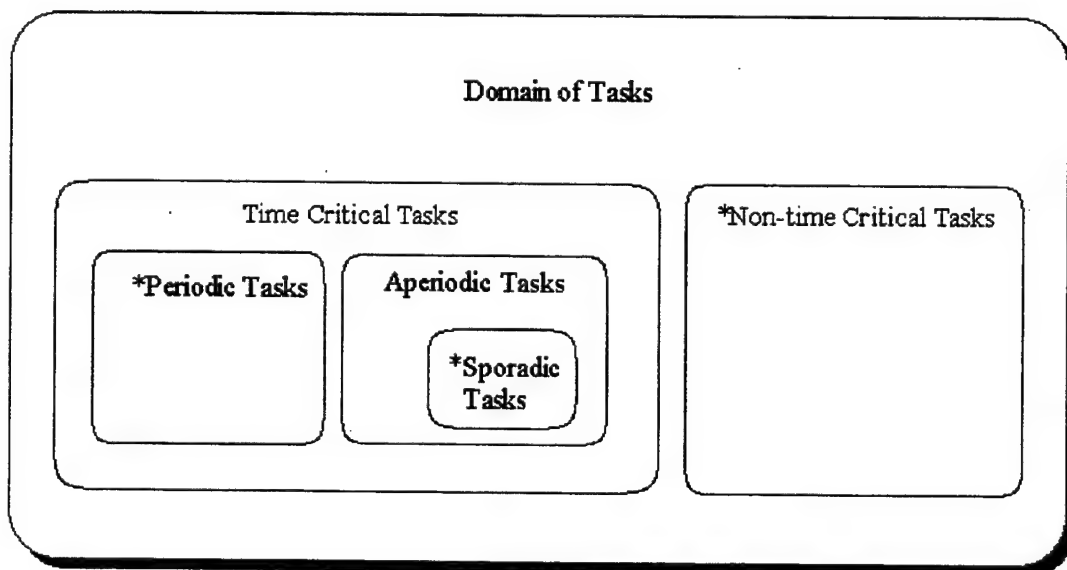 Domain of Tasks
Time Critical Tasks
*Non-time Critical Tasks
*Periodic Tasks
Aperiodic Tasks
*Sporadic
Tasks